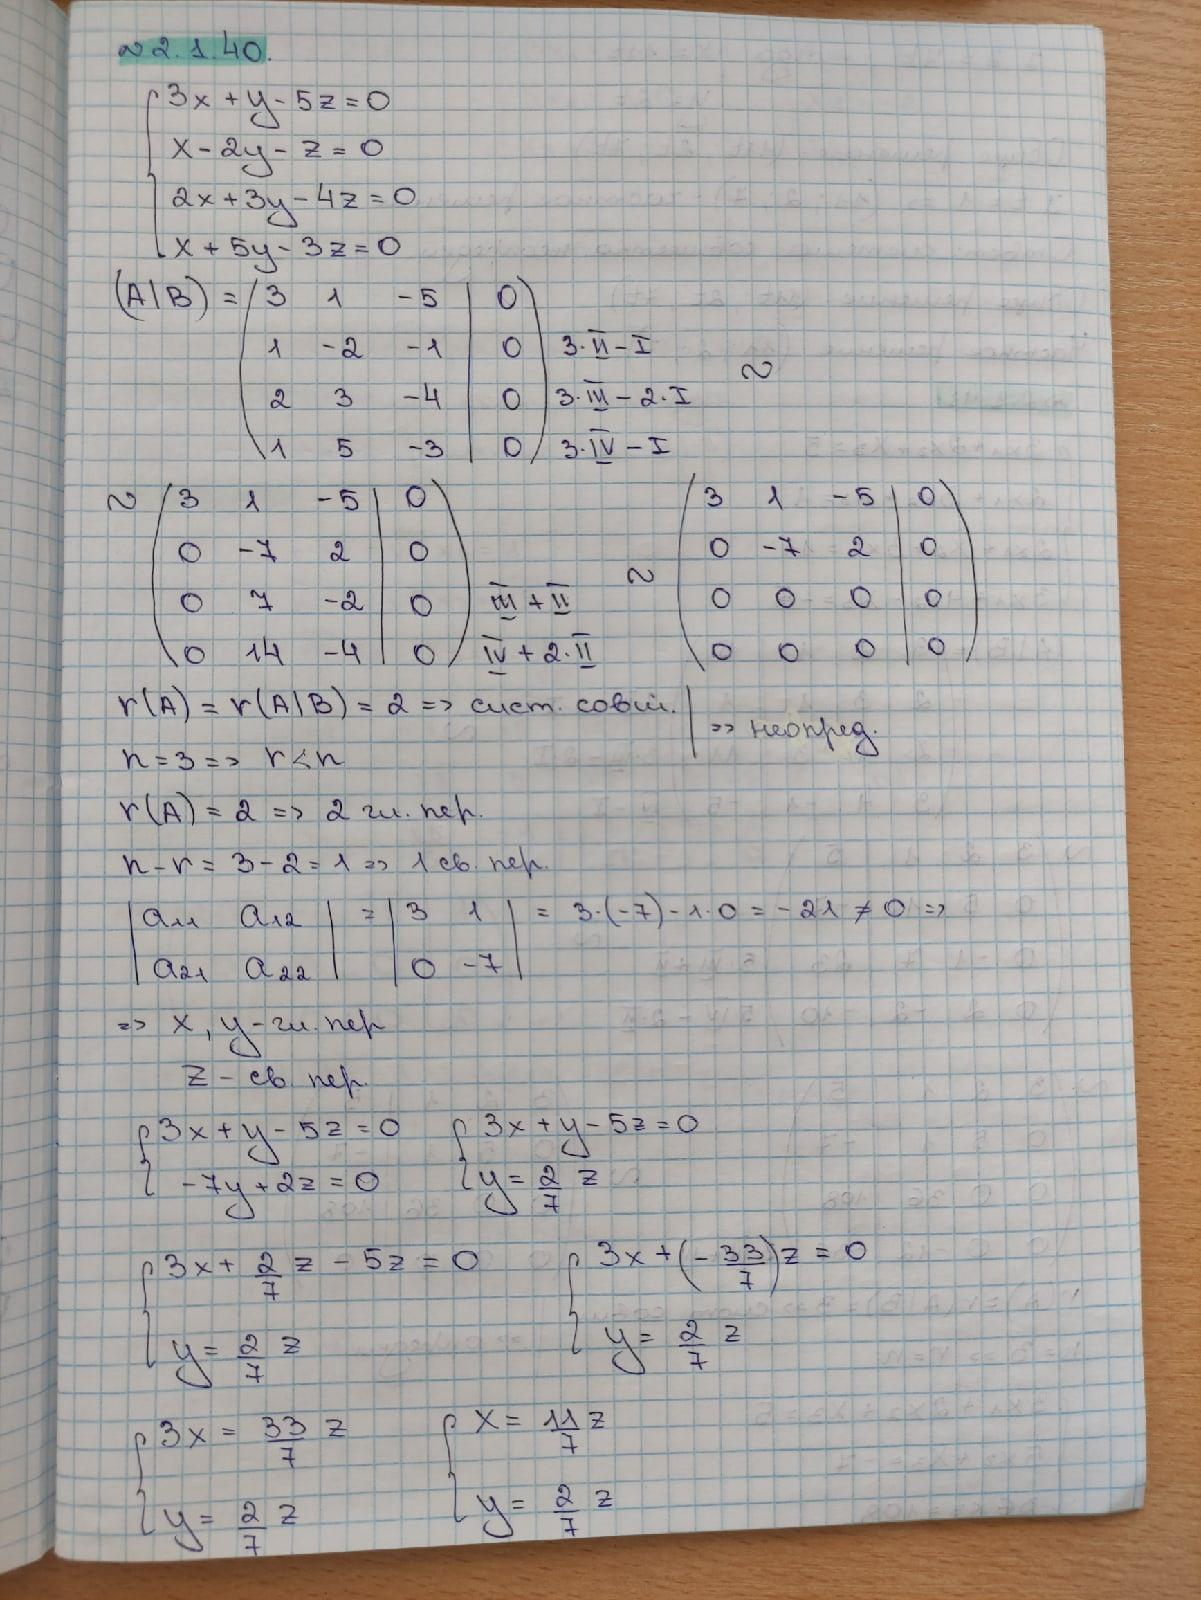 № 2.1.40.
3x + y - 5z = 0
x - 2y - z = 0
2x + 3y - 4z = 0
x + 5y - 3z = 0
(A|B) = ( 3 1 -5 | 0 )
1 -2 -1 | 0 3·II - I
2 3 -4 | 0 3·III - 2·I ~
1 5 -3 | 0 3·IV - I
~ ( 3 1 -5 | 0 ) ( 3 1 -5 | 0 )
0 -7 2 | 0 0 -7 2 | 0
0 7 -2 | 0 III + II ~ 0 0 0 | 0
0 14 -4 | 0 IV + 2·II 0 0 0 | 0
r(A) = r(A|B) = 2 => сист. совм. | => неопред.
n = 3 => r < n
r(A) = 2 => 2 гл. пер.
n - r = 3 - 2 = 1 => 1 св. пер.
| a11 a12 | = | 3 1 | = 3·(-7) - 1·0 = -21 ≠ 0 =>
| a21 a22 | | 0 -7 |
=> x, y - гл. пер
z - св. пер.
3x + y - 5z = 0 3x + y - 5z = 0
-7y + 2z = 0 y = 2/7 z
3x + 2/7 z - 5z = 0 3x + (-33/7)z = 0
y = 2/7 z y = 2/7 z
3x = 33/7 z x = 11/7 z
y = 2/7 z y = 2/7 z